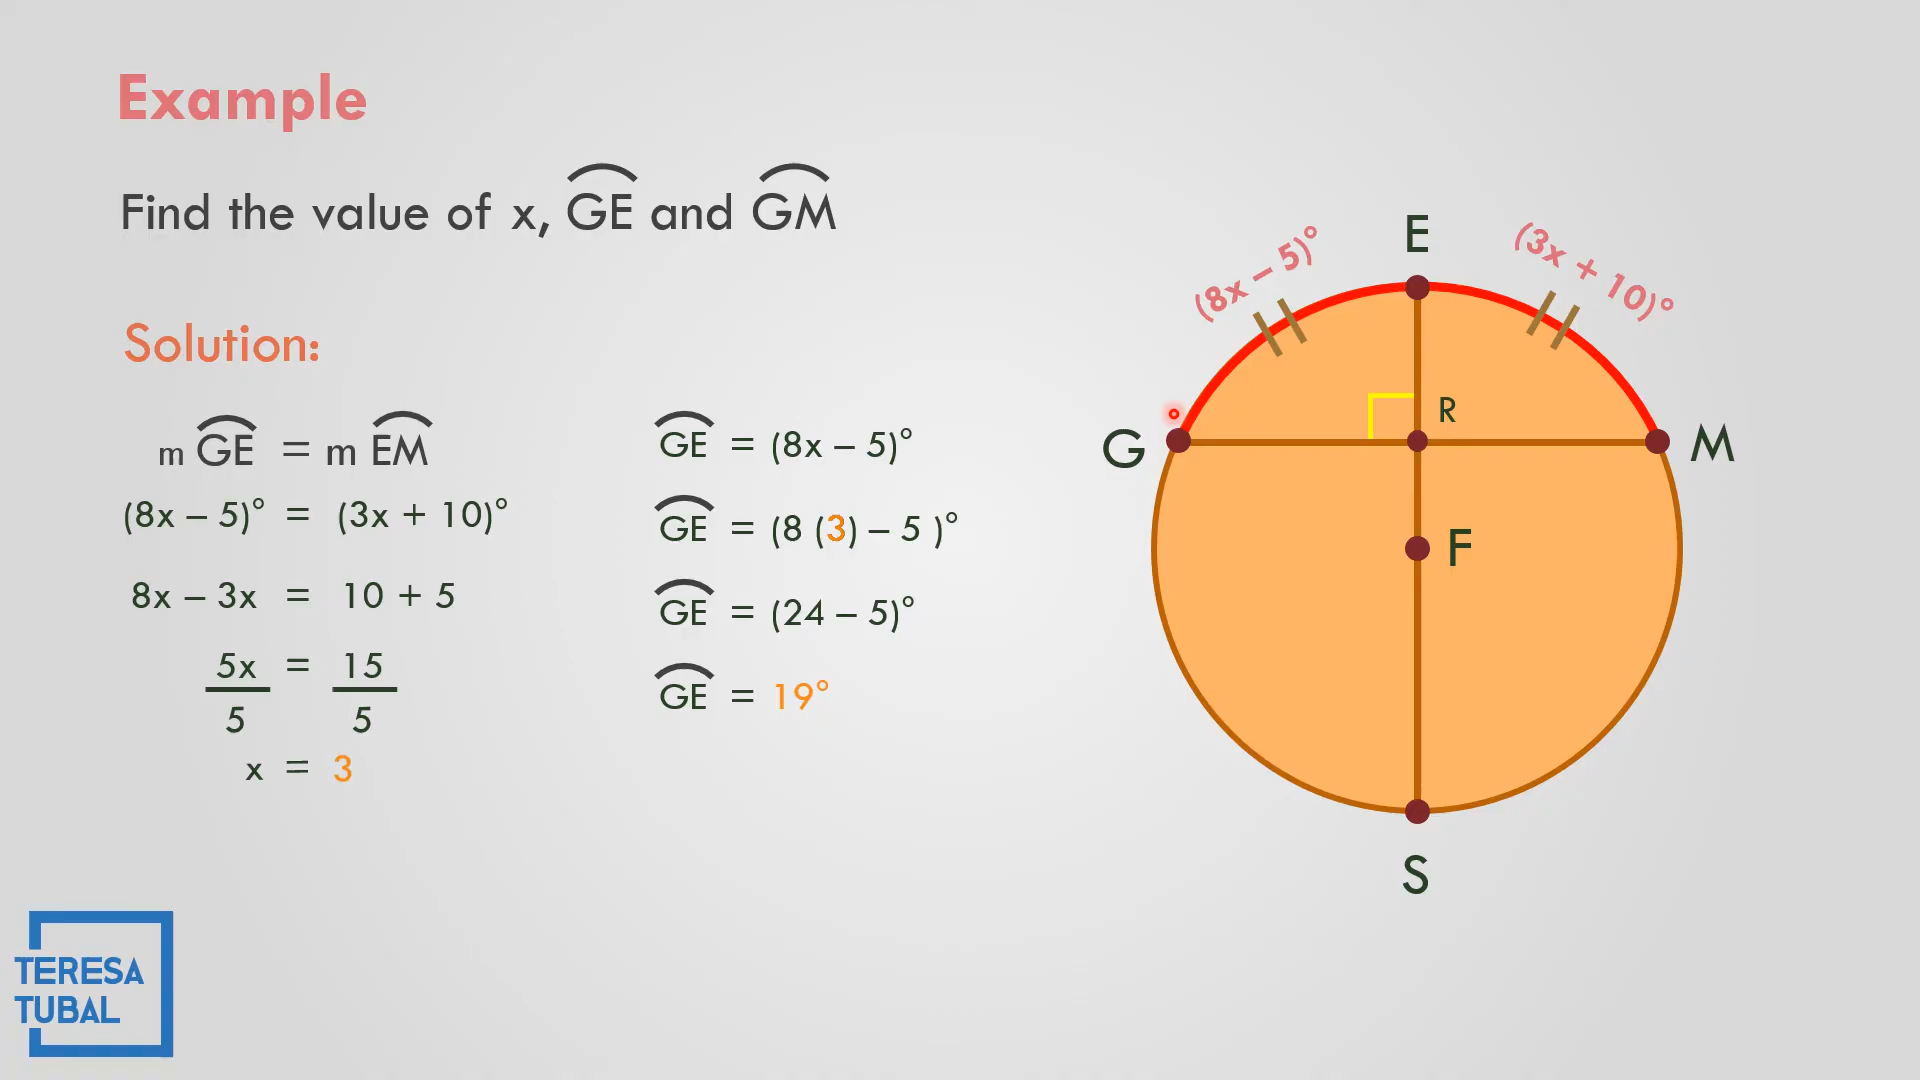 Example
Find the value of x, GE and GM
Solution:
m GE = m EM
(8x – 5)° = (3x + 10)°
8x – 3x = 10 + 5
5x = 15
5 5
x = 3
GE = (8x – 5)°
GE = (8 (3) – 5 )°
GE = (24 – 5)°
GE = 19°
E
(8x – 5)°
(3x + 10)°
R
G
M
F
S
TERESA
TUBAL